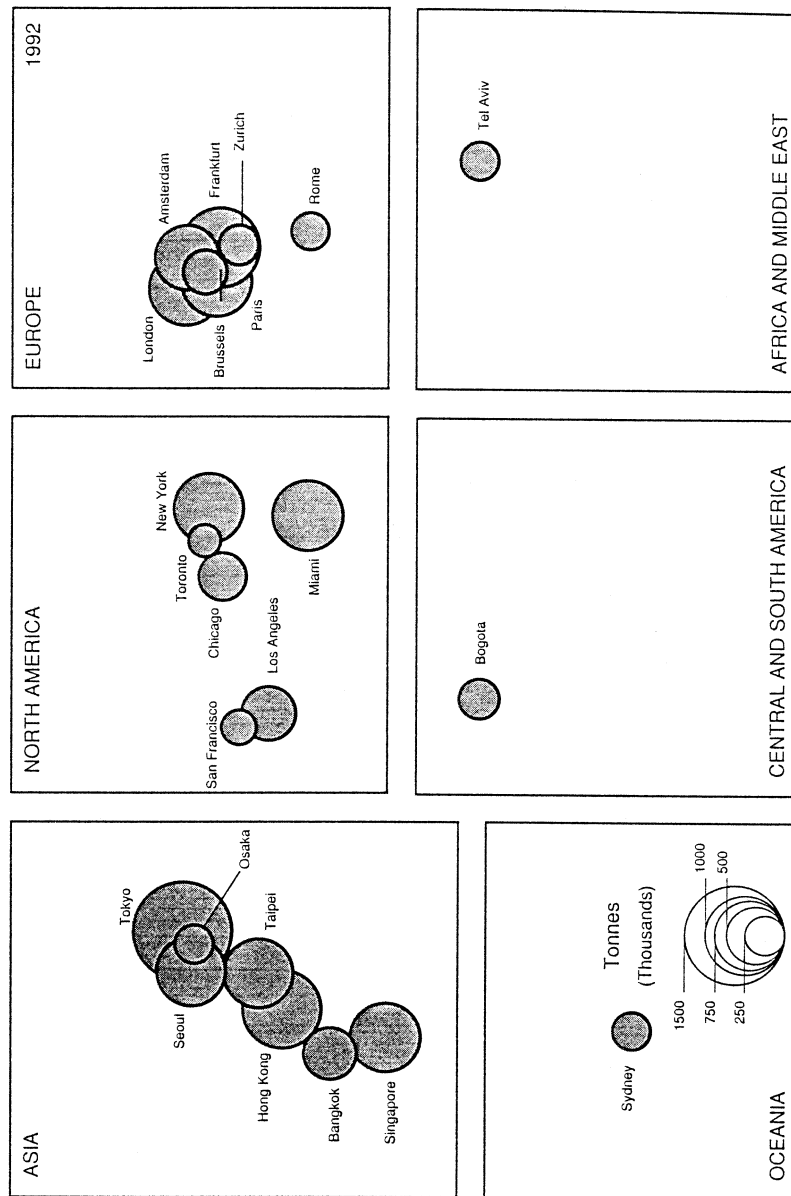 ASIA
Tokyo
Osaka
Seoul
Taipei
Hong Kong
Bangkok
Singapore
NORTH AMERICA
New York
Toronto
Chicago
San Francisco
Los Angeles
Miami
EUROPE
1992
Amsterdam
London
Frankfurt
Zurich
Brussels
Paris
Rome
OCEANIA
Sydney
Tonnes
(Thousands)
1500
1000
750
500
250
CENTRAL AND SOUTH AMERICA
Bogota
AFRICA AND MIDDLE EAST
Tel Aviv